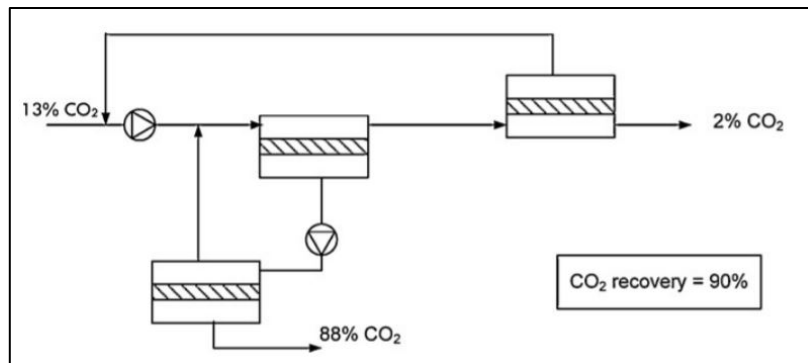 13% CO₂
2% CO₂
CO₂ recovery = 90%
88% CO₂